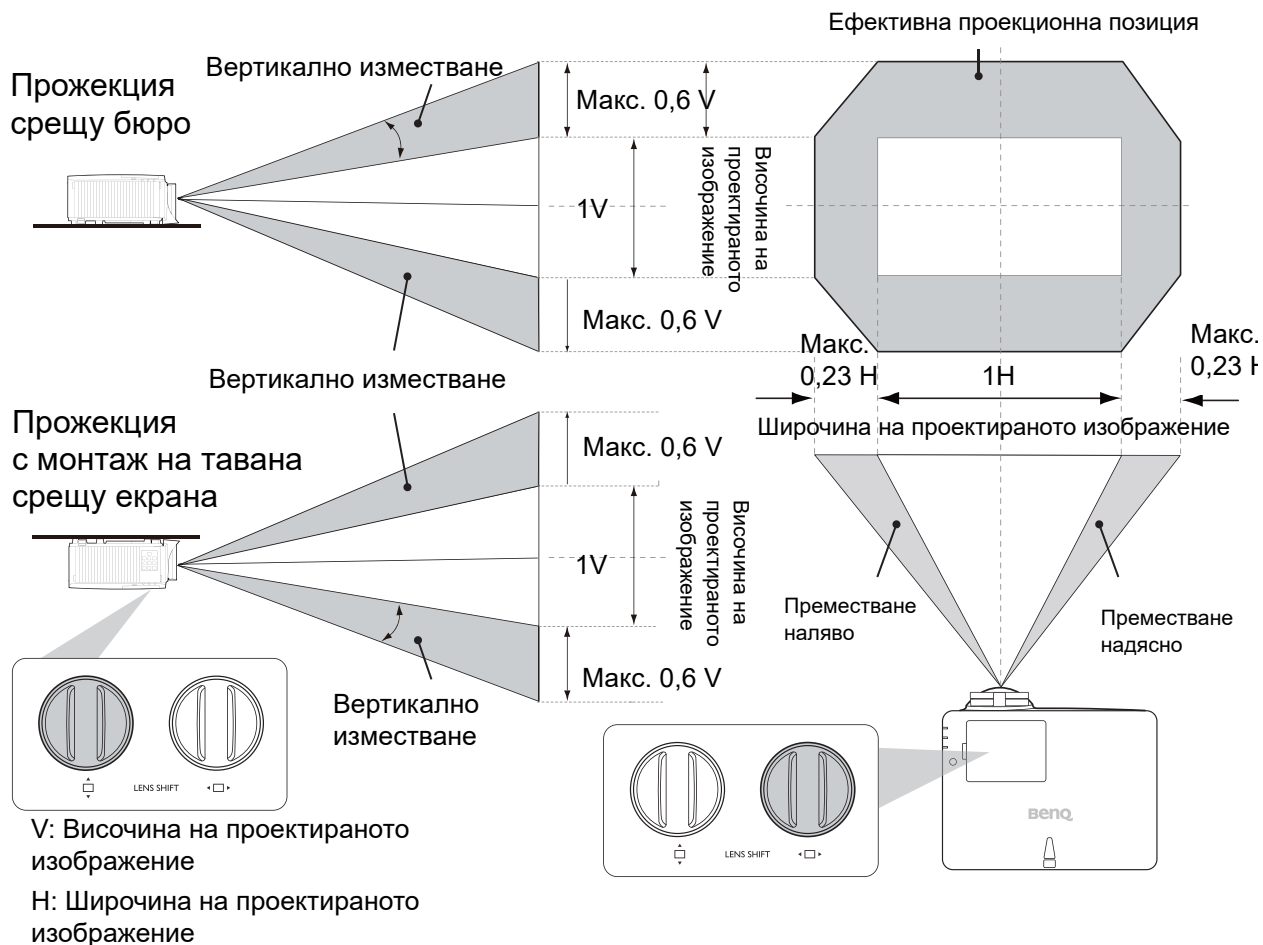 Ефективна проекционна позиция
Прожекция
срещу бюро
Вертикално изместване
Макс. 0,6 V
1V
Височина на
проектираното
изображение
Макс. 0,6 V
Вертикално изместване
Макс.
0,23 H
1H
Макс.
0,23 H
Широчина на проектираното изображение
Прожекция
с монтаж на тавана
срещу екрана
Макс. 0,6 V
1V
Височина на
проектираното
изображение
Макс. 0,6 V
Вертикално
изместване
Преместване
наляво
Преместване
надясно
LENS SHIFT
LENS SHIFT
BenQ
V: Височина на проектираното
изображение
H: Широчина на проектираното
изображение